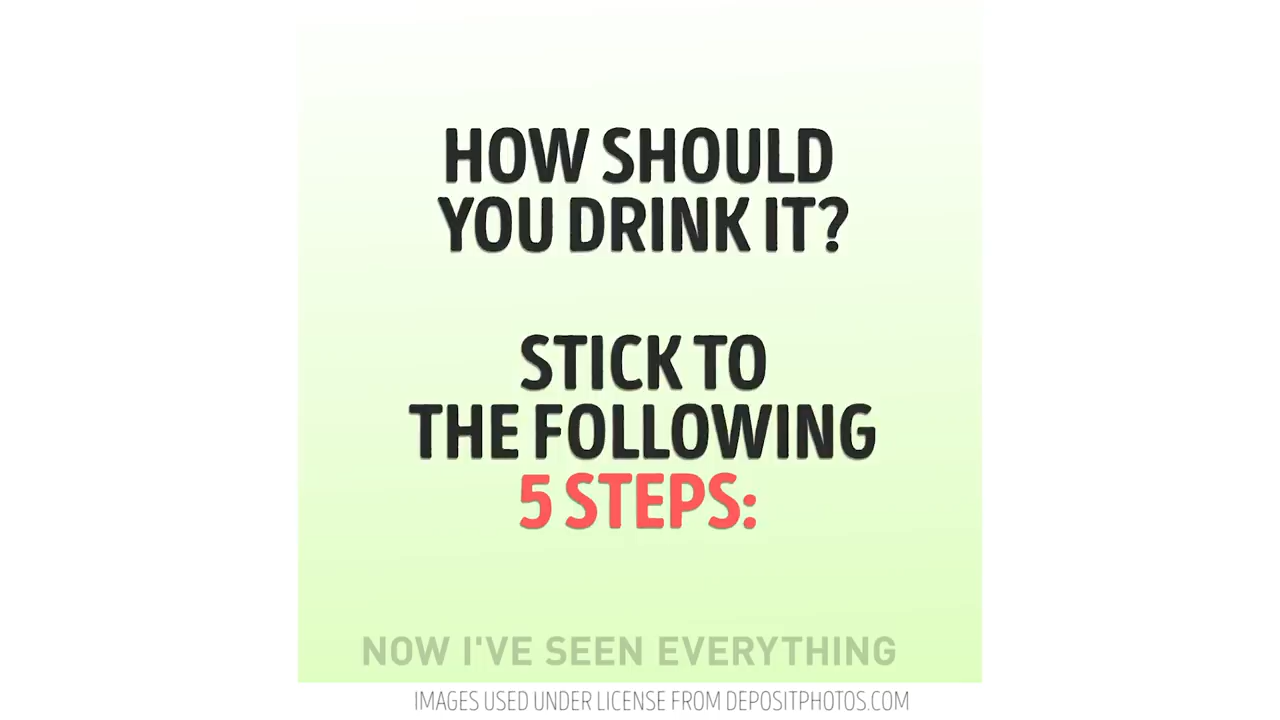 HOW SHOULD
YOU DRINK IT?
STICK TO
THE FOLLOWING
5 STEPS:
NOW I'VE SEEN EVERYTHING
IMAGES USED UNDER LICENSE FROM DEPOSITPHOTOS.COM